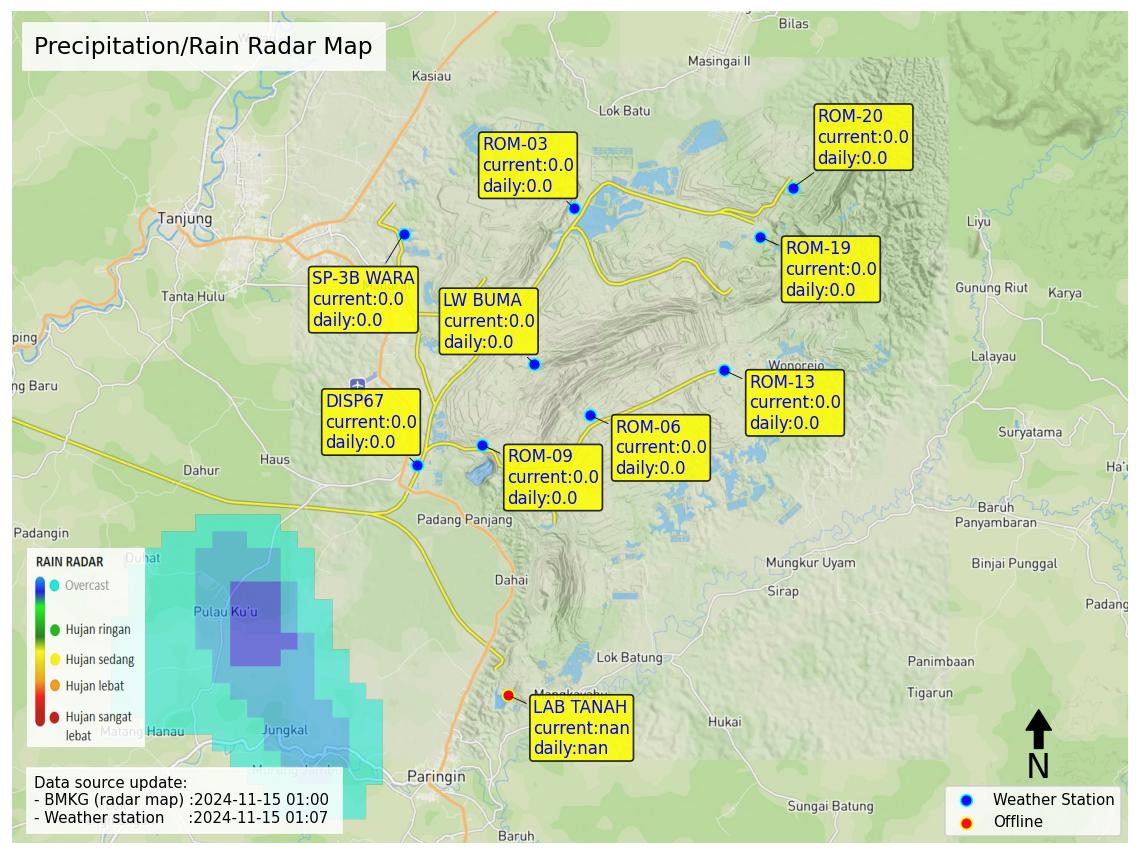 Precipitation/Rain Radar Map
Bilas
Masingai II
Kasiau
Lok Batu
ROM-20
current:0.0
daily:0.0
ROM-03
current:0.0
daily:0.0
Tanjung
Liyu
ROM-19
current:0.0
daily:0.0
SP-3B WARA
current:0.0
daily:0.0
Tanta Hulu
LW BUMA
current:0.0
daily:0.0
Gunung Riut
Karya
ping
Lalayau
ng Baru
Wonorejo
ROM-13
current:0.0
daily:0.0
DISP67
current:0.0
daily:0.0
ROM-06
current:0.0
daily:0.0
Suryatama
ROM-09
current:0.0
daily:0.0
Haus
Dahur
Ha'u
Baruh
Panyambaran
Padang Panjang
Padangin
Duhat
Mungkur Uyam
Binjai Punggal
Dahai
Sirap
Padang
RAIN RADAR
Overcast
Hujan ringan
Hujan sedang
Hujan lebat
Hujan sangat
lebat
Pulau Ku'u
Lok Batung
Panimbaan
Tigarun
Mangkayahu
LAB TANAH
current:nan
daily:nan
Matang Hanau
Jungkal
Hukai
Murung Jambu
Paringin
N
Data source update:
- BMKG (radar map) :2024-11-15 01:00
- Weather station :2024-11-15 01:07
Sungai Batung
Baruh
Weather Station
Offline